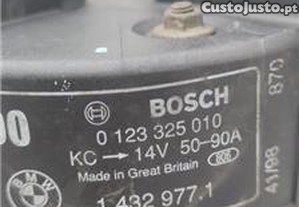 Custojusto.pt
BOSCH
0 123 325 010
KC → 14V 50-90A
Made in Great Britain
1 432 977.1
41/98 870